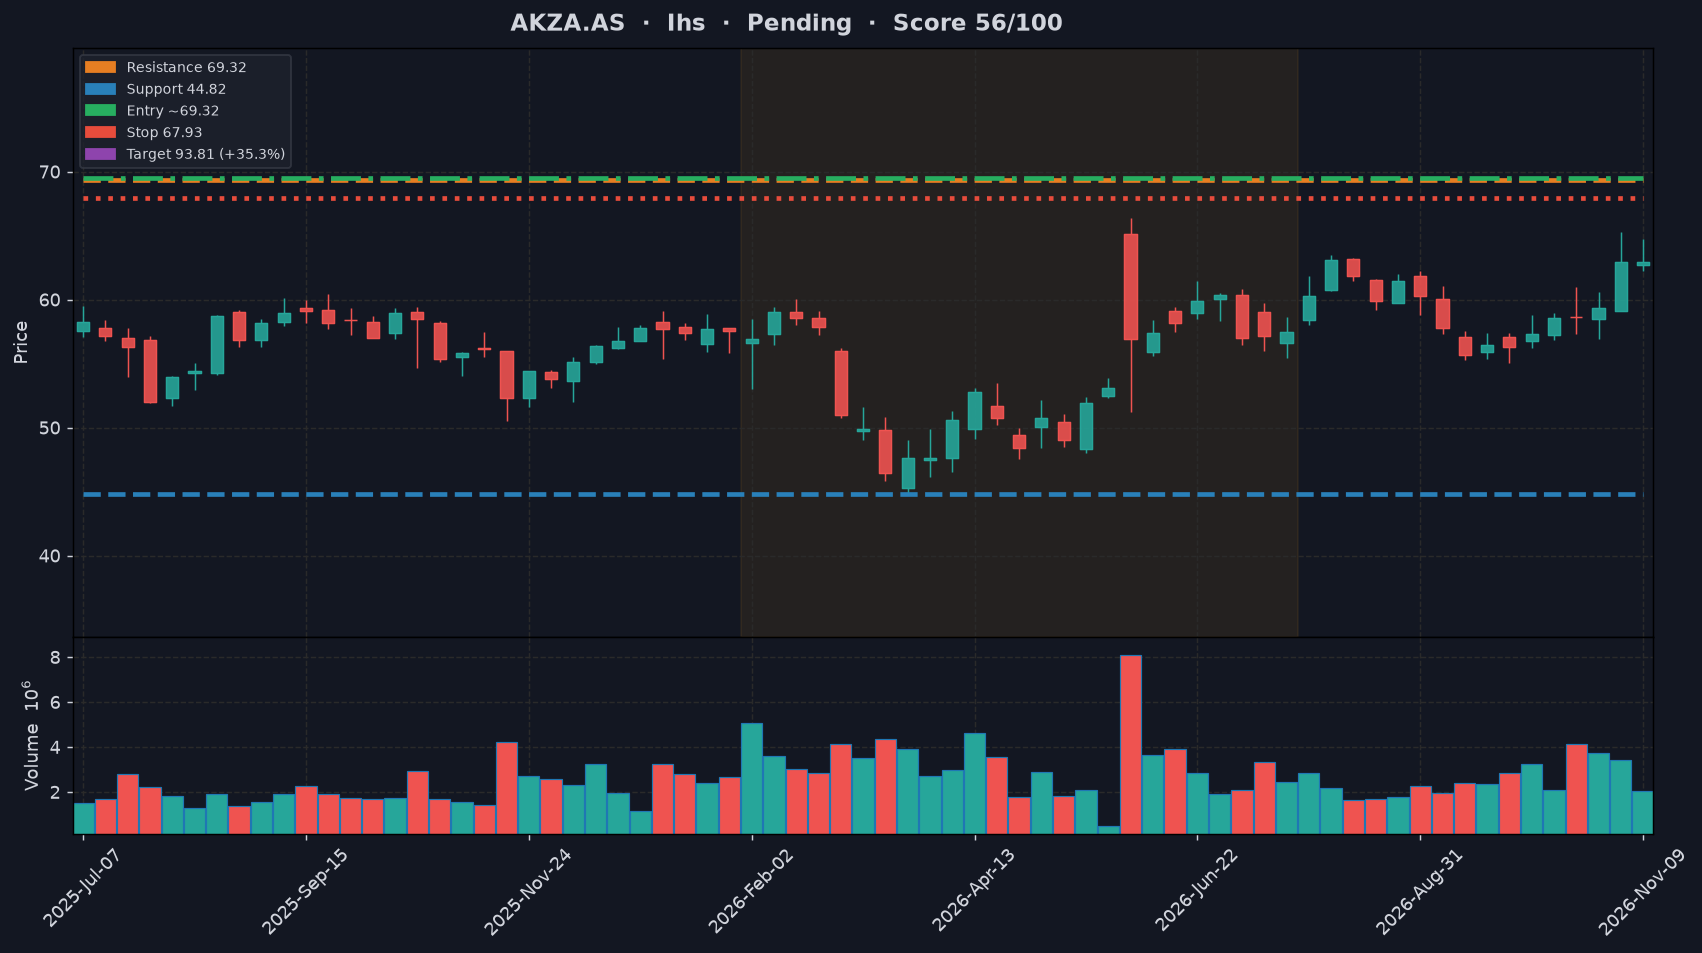 AKZA.AS · Ihs · Pending · Score 56/100
Resistance 69.32
Support 44.82
Entry ~69.32
Stop 67.93
Target 93.81 (+35.3%)
Price
70
60
50
40
Volume 10⁶
8
6
4
2
2025-Jul-07
2025-Sep-15
2025-Nov-24
2026-Feb-02
2026-Apr-13
2026-Jun-22
2026-Aug-31
2026-Nov-09